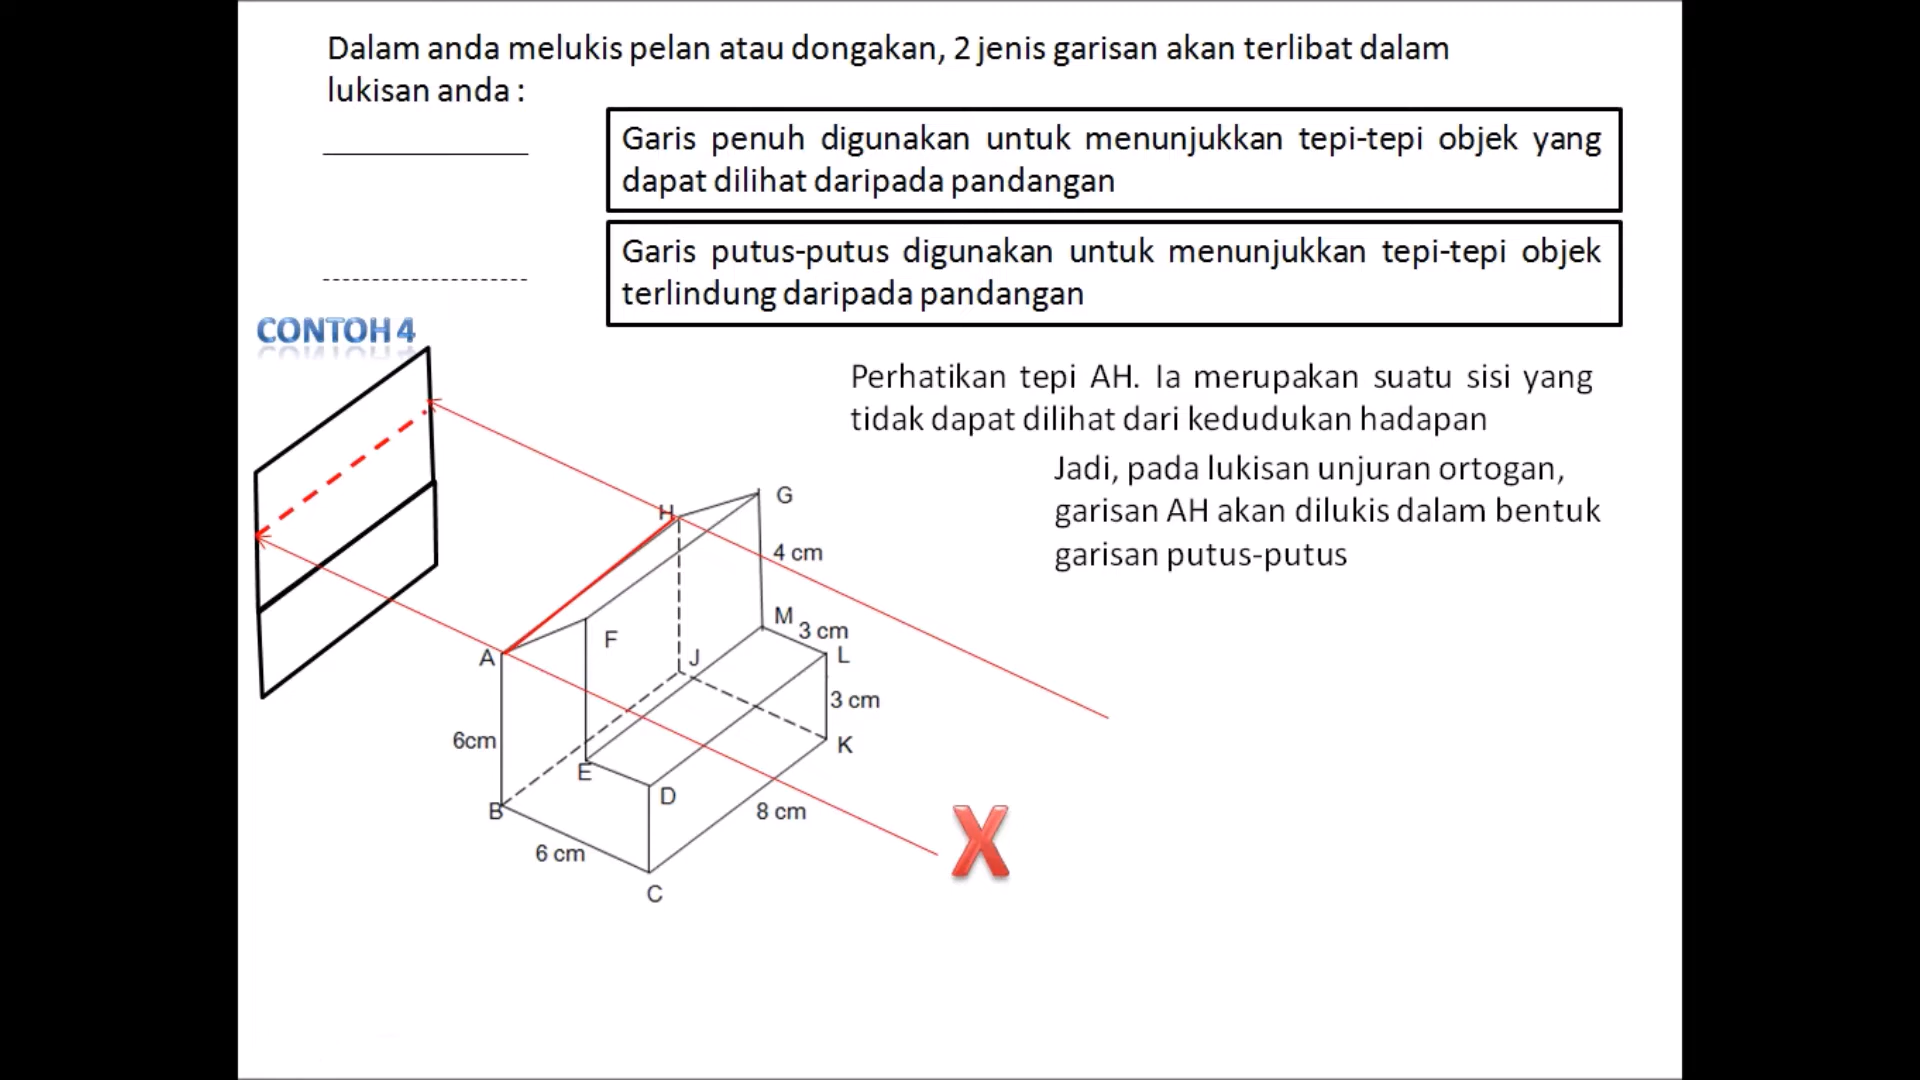 Dalam anda melukis pelan atau dongakan, 2 jenis garisan akan terlibat dalam
lukisan anda :
Garis penuh digunakan untuk menunjukkan tepi-tepi objek yang
dapat dilihat daripada pandangan
Garis putus-putus digunakan untuk menunjukkan tepi-tepi objek
terlindung daripada pandangan
CONTOH 4
Perhatikan tepi AH. Ia merupakan suatu sisi yang
tidak dapat dilihat dari kedudukan hadapan
Jadi, pada lukisan unjuran ortogan,
garisan AH akan dilukis dalam bentuk
garisan putus-putus
G
H
4 cm
M
3 cm
F
L
A
J
3 cm
6cm
K
E
D
B
8 cm
6 cm
X
C